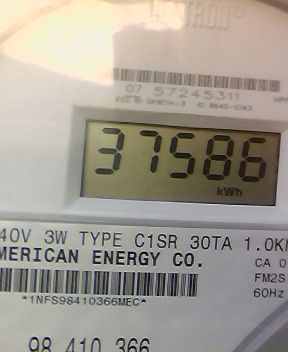 TRON®
07 57245311
37586
kWh
40V 3W TYPE C1SR 30TA 1.0K
MERICAN ENERGY CO.
CA 0
FM2S
*1NFS98410366MEC*
60Hz
98 410 366